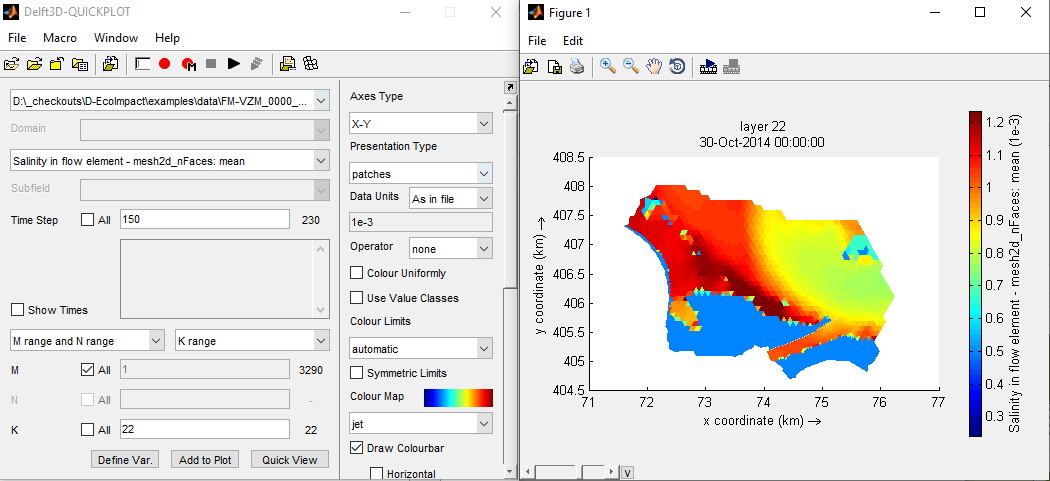 Delft3D-QUICKPLOT
File Macro Window Help
D:\_checkouts\D-EcoImpact\examples\data\FM-VZM_0000_...
Domain
Salinity in flow element - mesh2d_nFaces: mean
Subfield
Time Step All 150 230
Show Times
M range and N range K range
M All 1 3290
N All -
K All 22 22
Define Var. Add to Plot Quick View
Axes Type
X-Y
Presentation Type
patches
Data Units As in file
1e-3
Operator none
Colour Uniformly
Use Value Classes
Colour Limits
automatic
Symmetric Limits
Colour Map
jet
Draw Colourbar
Horizontal
Figure 1
File Edit
layer 22
30-Oct-2014 00:00:00
408.5
408
407.5
407
406.5
406
405.5
405
404.5
y coordinate (km) →
71 72 73 74 75 76 77
x coordinate (km) →
1.2
1.1
1
0.9
0.8
0.7
0.6
0.5
0.4
0.3
Salinity in flow element - mesh2d_nFaces: mean (1e-3)
v